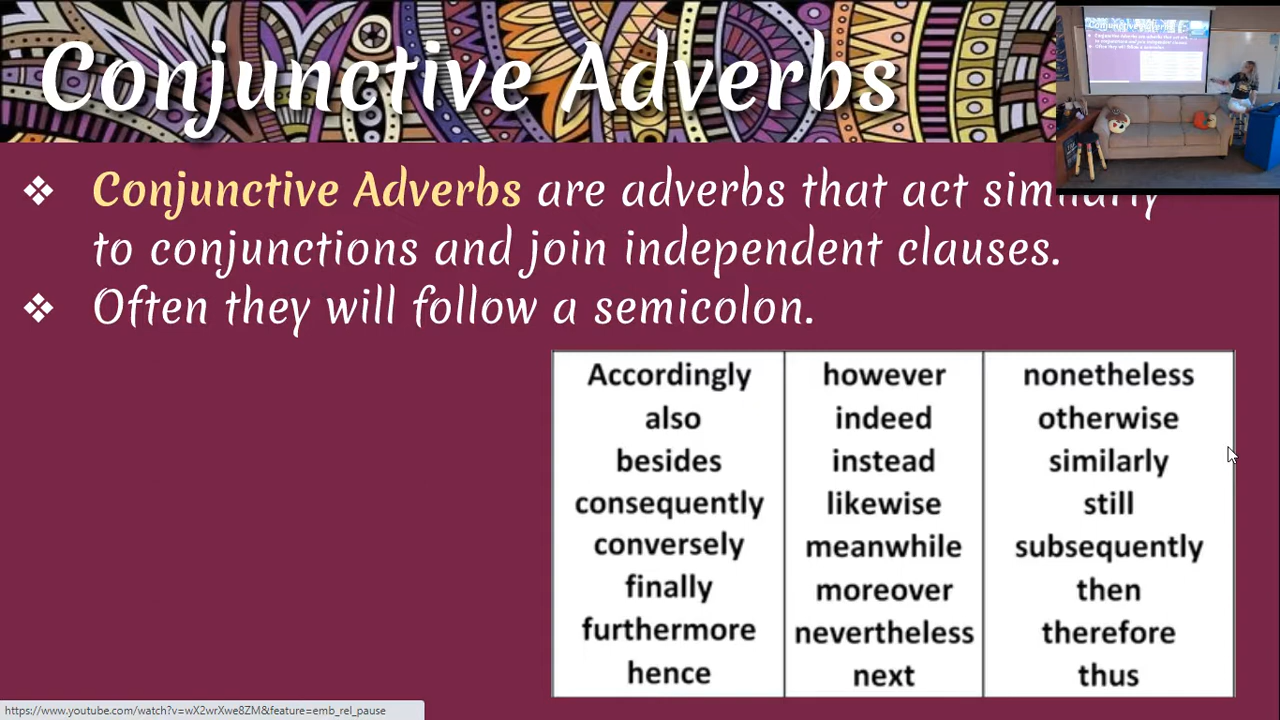 Conjunctive Adverbs
❖ Conjunctive Adverbs are adverbs that act similarly
to conjunctions and join independent clauses.
❖ Often they will follow a semicolon.
Accordingly however nonetheless
also indeed otherwise
besides instead similarly
consequently likewise still
conversely meanwhile subsequently
finally moreover then
furthermore nevertheless therefore
hence next thus
https://www.youtube.com/watch?v=wX2wrXwe8ZM&feature=emb_rel_pause